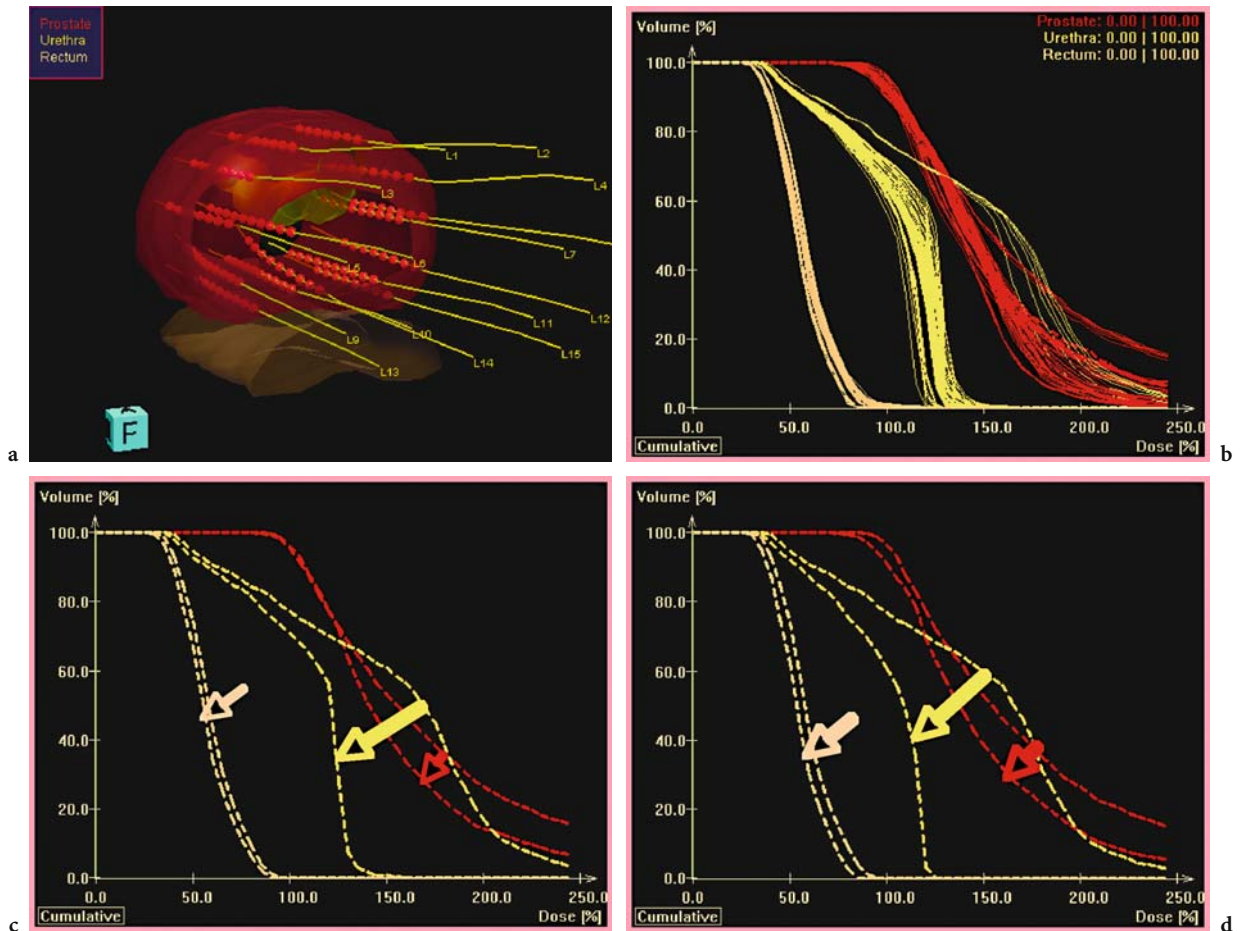 Prostate
Urethra
Rectum
L1
L2
L3
L4
L5
L6
L7
L9
L10
L11
L12
L13
L14
L15
F
a
Volume [%]
Prostate: 0.00 | 100.00
Urethra: 0.00 | 100.00
Rectum: 0.00 | 100.00
100.0
80.0
60.0
40.0
20.0
0.0
0.0 50.0 100.0 150.0 200.0 250.0
Cumulative Dose [%]
b
Volume [%]
100.0
80.0
60.0
40.0
20.0
0.0
0.0 50.0 100.0 150.0 200.0 250.0
Cumulative Dose [%]
c
Volume [%]
100.0
80.0
60.0
40.0
20.0
0.0
0.0 50.0 100.0 150.0 200.0 250.0
Cumulative Dose [%]
d